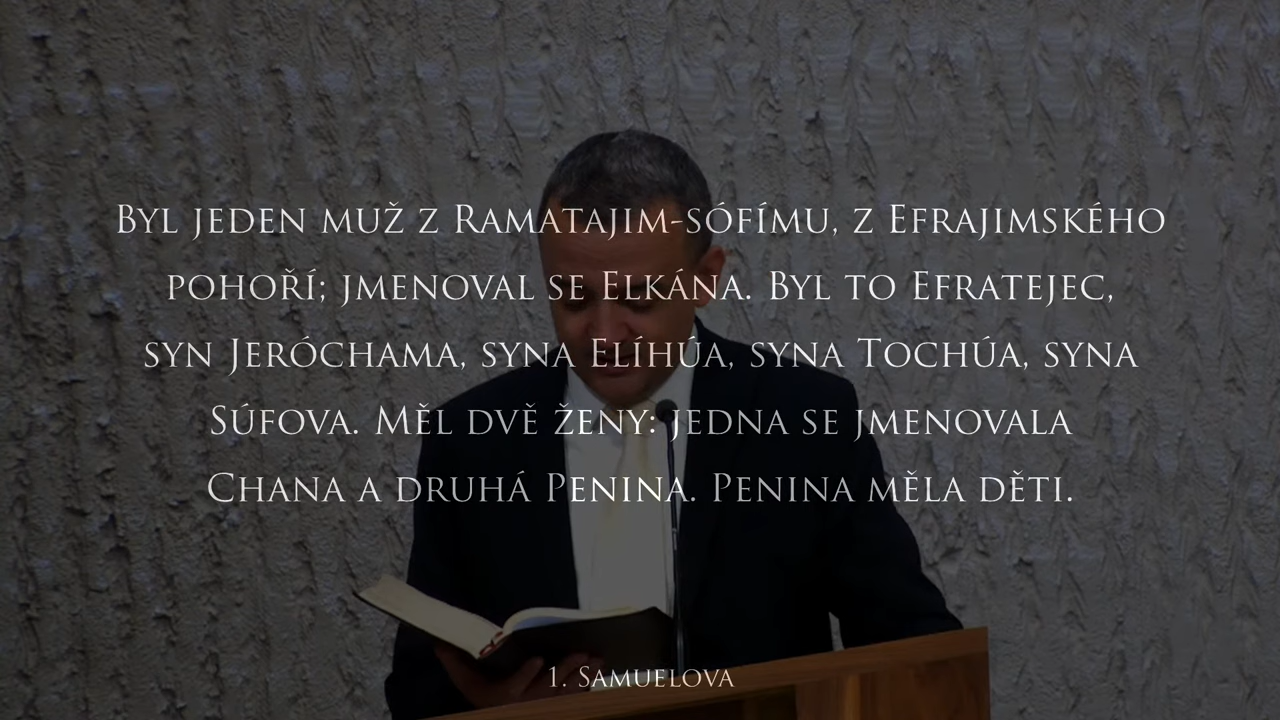 Byl jeden muž z Ramatajim-sófímu, z Efrajimského
pohoří; jmenoval se Elkána. Byl to Efratejec,
syn Jeróchama, syna Elíhúa, syna Tochúa, syna
Súfova. Měl dvě ženy: jedna se jmenovala
Chana a druhá Penina. Penina měla děti.
1. Samuelova